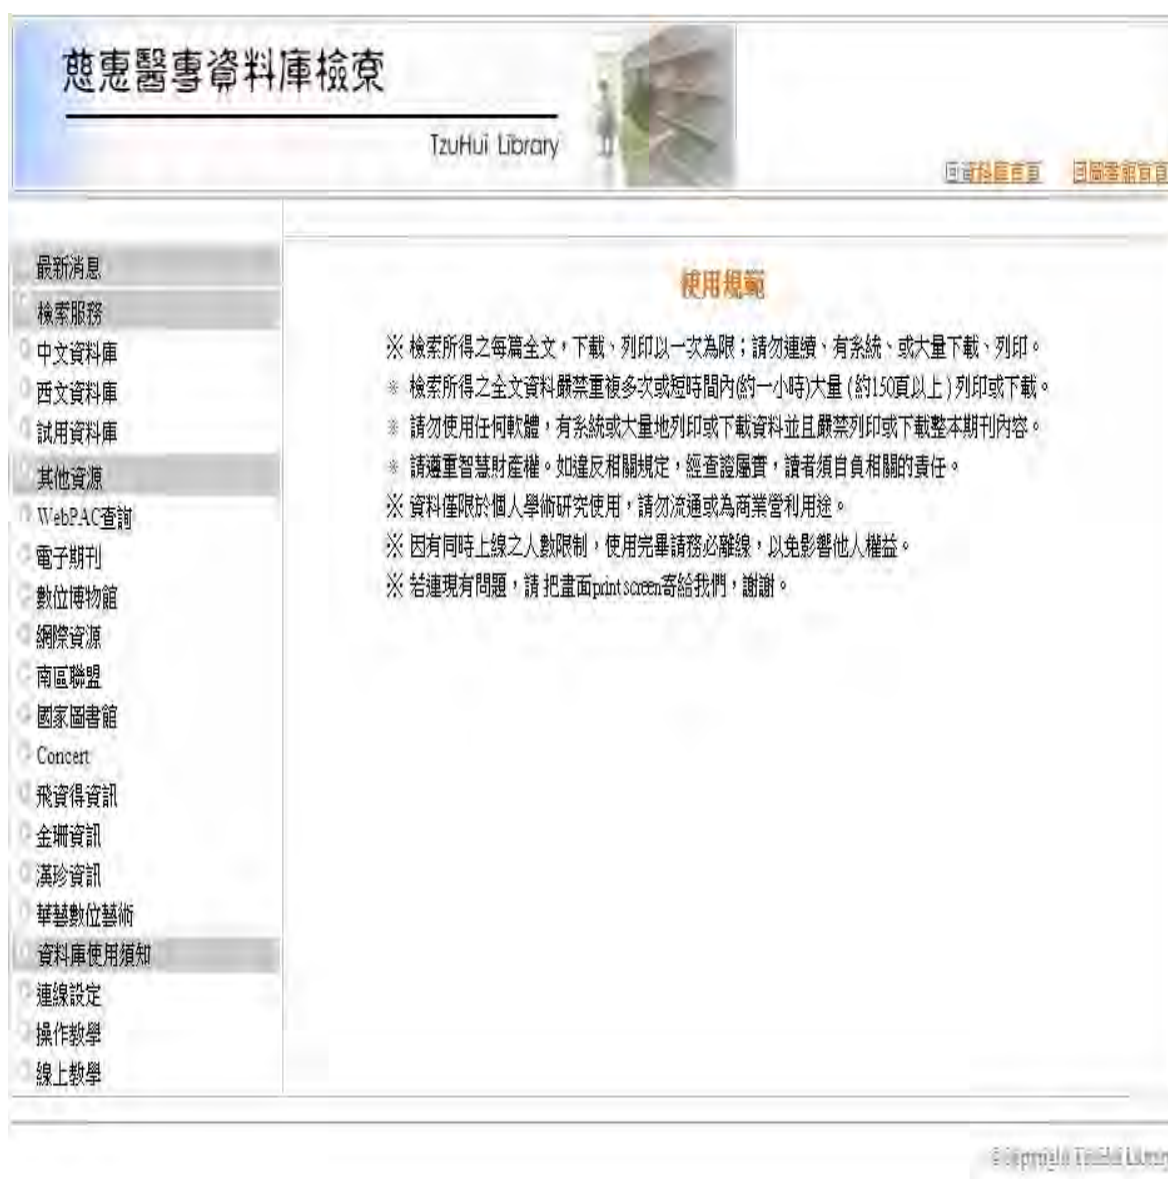 慈惠醫專資料庫檢索
TzuHui Library
回資料庫首頁 回圖書館首頁
最新消息
檢索服務
中文資料庫
西文資料庫
試用資料庫
其他資源
WebPAC查詢
電子期刊
數位博物館
網際資源
南區聯盟
國家圖書館
Concert
飛資得資訊
金珊資訊
漢珍資訊
華藝數位藝術
資料庫使用須知
連線設定
操作教學
線上教學
使用規範
※ 檢索所得之每篇全文，下載、列印以一次為限；請勿連續、有系統、或大量下載、列印。
※ 檢索所得之全文資料嚴禁重複多次或短時間內(約一小時)大量 (約150頁以上) 列印或下載。
※ 請勿使用任何軟體，有系統或大量地列印或下載資料並且嚴禁列印或下載整本期刊內容。
※ 請遵重智慧財產權。如違反相關規定，經查證屬實，讀者須自負相關的責任。
※ 資料僅限於個人學術研究使用，請勿流通或為商業營利用途。
※ 因有同時上線之人數限制，使用完畢請務必離線，以免影響他人權益。
※ 若連現有問題，請 把畫面print screen寄給我們，謝謝。
© Copyright TzuHui Library